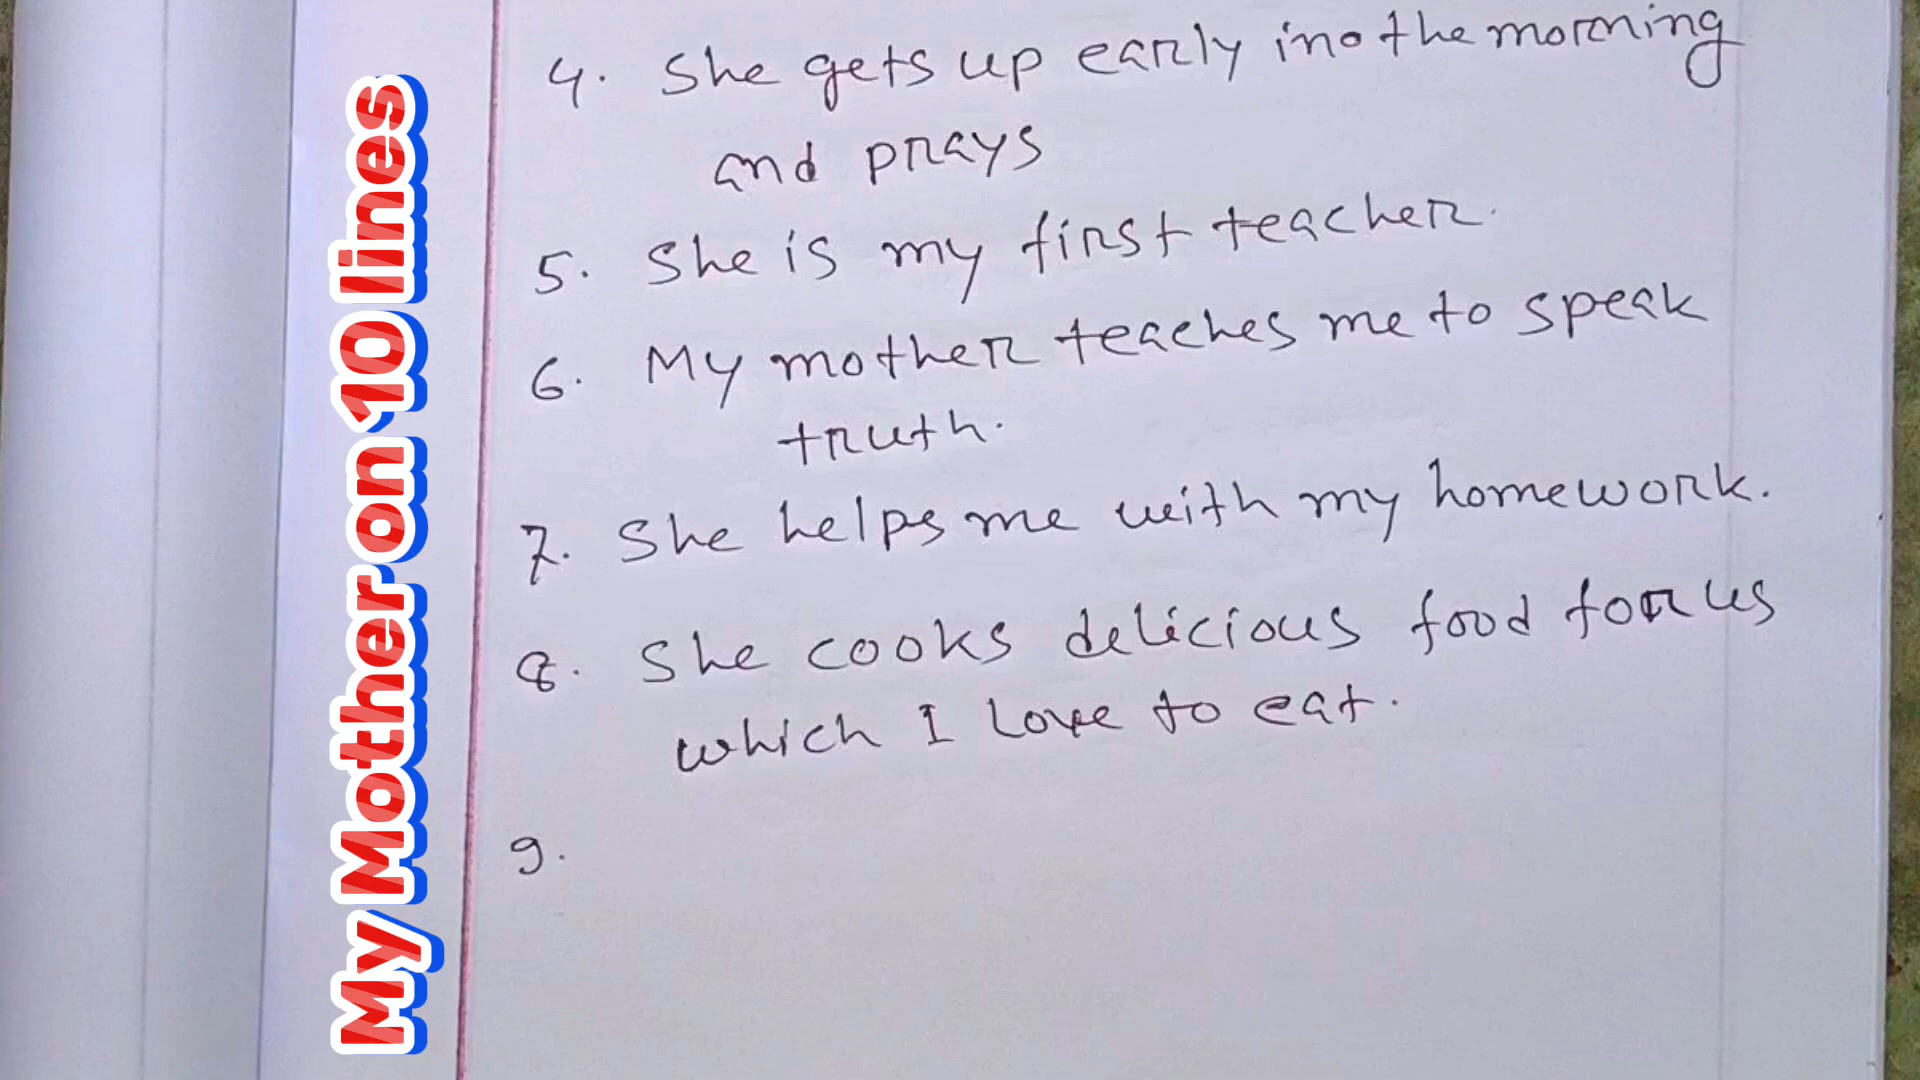 My Mother on 10 lines
4. She gets up early ino the morning
and prays
5. She is my first teacher.
6. My mother teaches me to speak
truth.
7. She helps me with my homework.
8. She cooks delicious food for us
which I love to eat.
9.